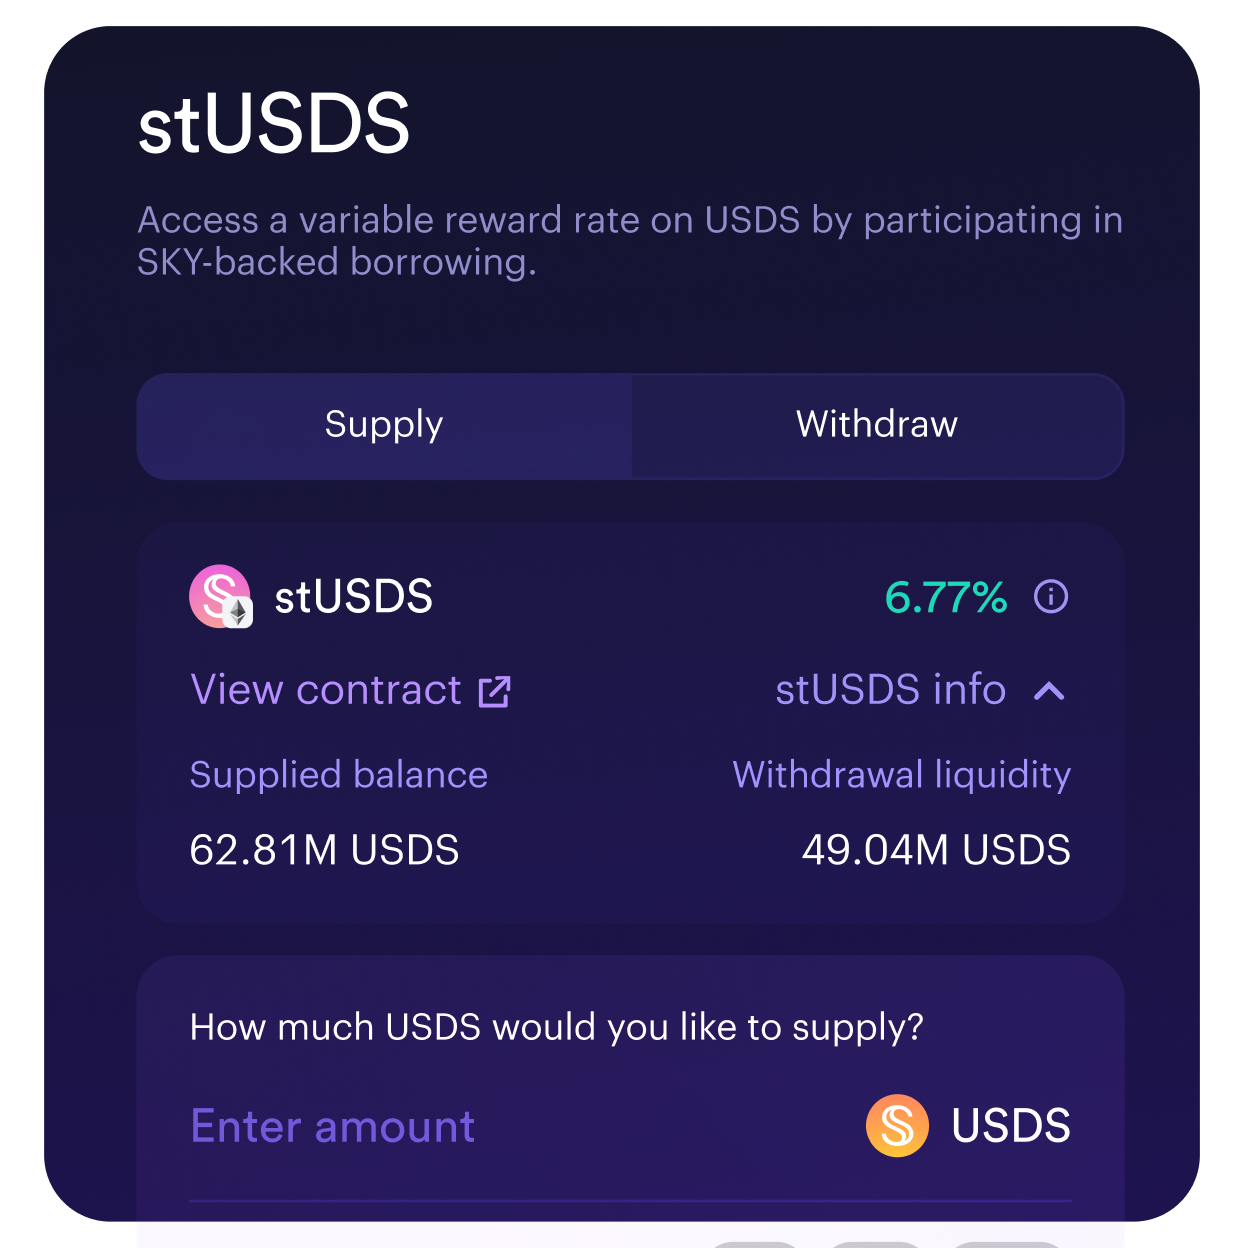 stUSDS
Access a variable reward rate on USDS by participating in
SKY-backed borrowing.
Supply
Withdraw
stUSDS
6.77%
View contract
stUSDS info
Supplied balance
Withdrawal liquidity
62.81M USDS
49.04M USDS
How much USDS would you like to supply?
Enter amount
USDS